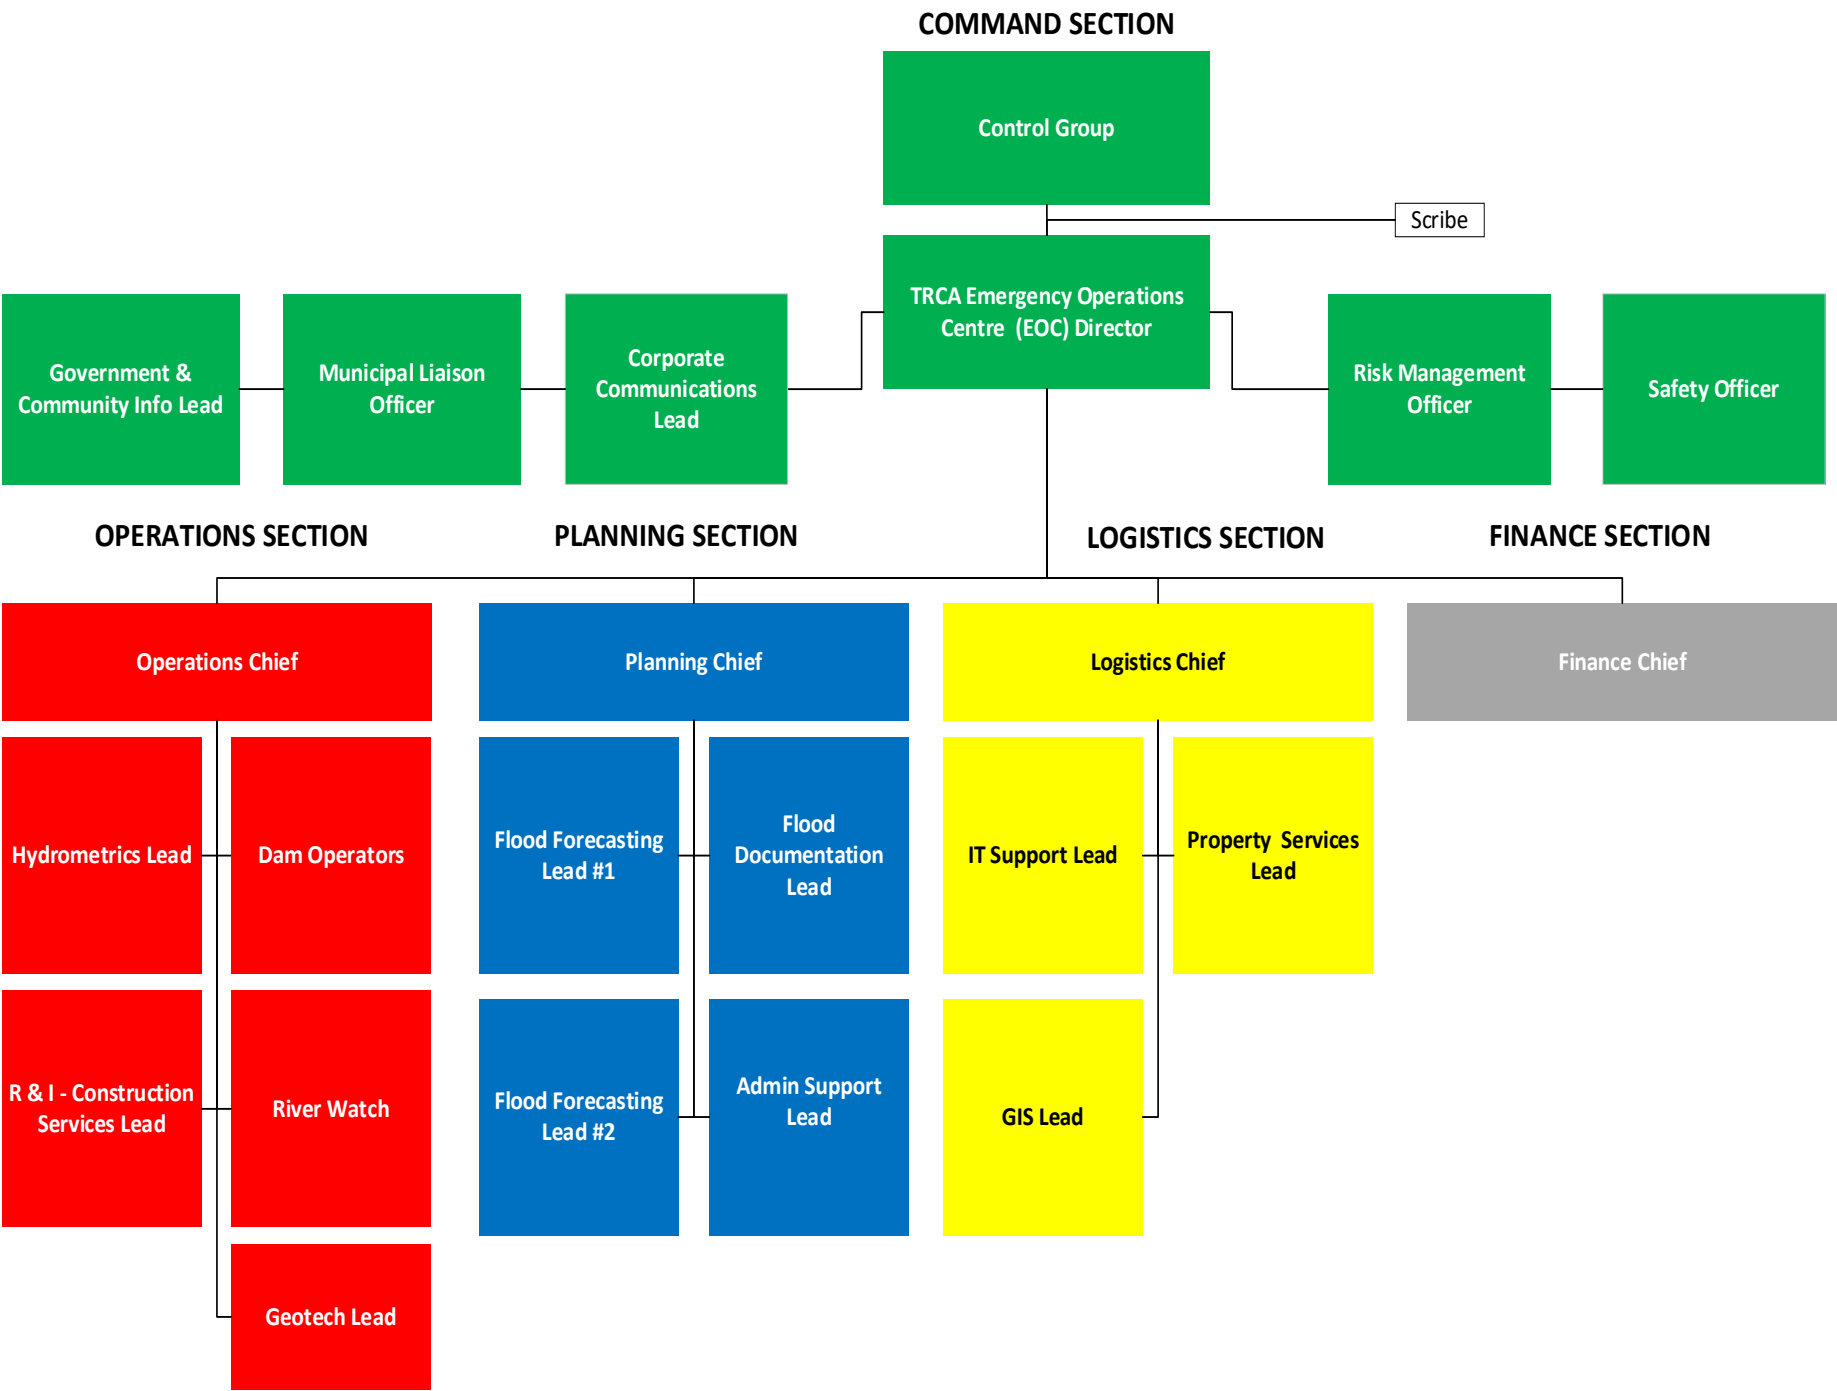 COMMAND SECTION
Control Group
Scribe
TRCA Emergency Operations
Centre (EOC) Director
Government &
Community Info Lead
Municipal Liaison
Officer
Corporate
Communications
Lead
Risk Management
Officer
Safety Officer
OPERATIONS SECTION
PLANNING SECTION
LOGISTICS SECTION
FINANCE SECTION
Operations Chief
Planning Chief
Logistics Chief
Finance Chief
Hydrometrics Lead
Dam Operators
Flood Forecasting
Lead #1
Flood
Documentation
Lead
IT Support Lead
Property Services
Lead
R & I - Construction
Services Lead
River Watch
Flood Forecasting
Lead #2
Admin Support
Lead
GIS Lead
Geotech Lead